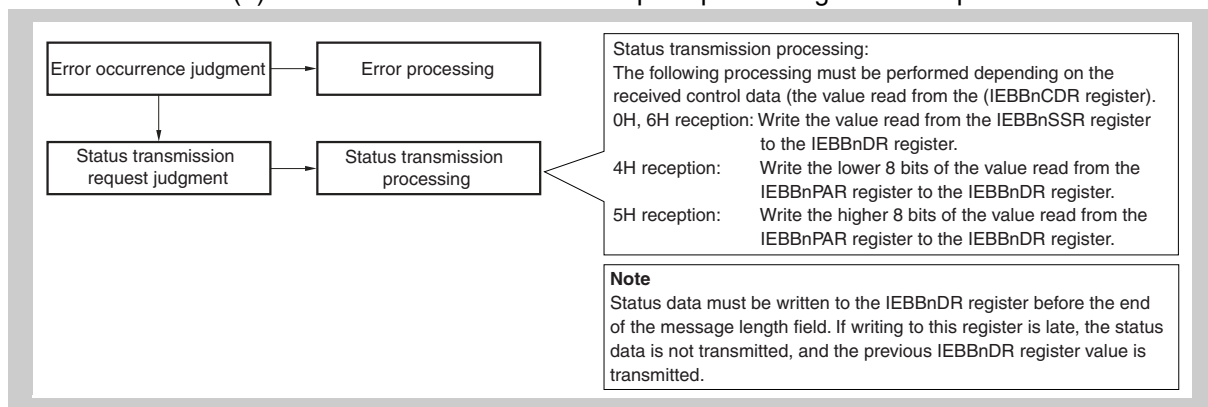 Error occurrence judgment
Error processing
Status transmission
request judgment
Status transmission
processing
Status transmission processing:
The following processing must be performed depending on the
received control data (the value read from the (IEBBnCDR register).
0H, 6H reception: Write the value read from the IEBBnSSR register
to the IEBBnDR register.
4H reception: Write the lower 8 bits of the value read from the
IEBBnPAR register to the IEBBnDR register.
5H reception: Write the higher 8 bits of the value read from the
IEBBnPAR register to the IEBBnDR register.
Note
Status data must be written to the IEBBnDR register before the end
of the message length field. If writing to this register is late, the status
data is not transmitted, and the previous IEBBnDR register value is
transmitted.